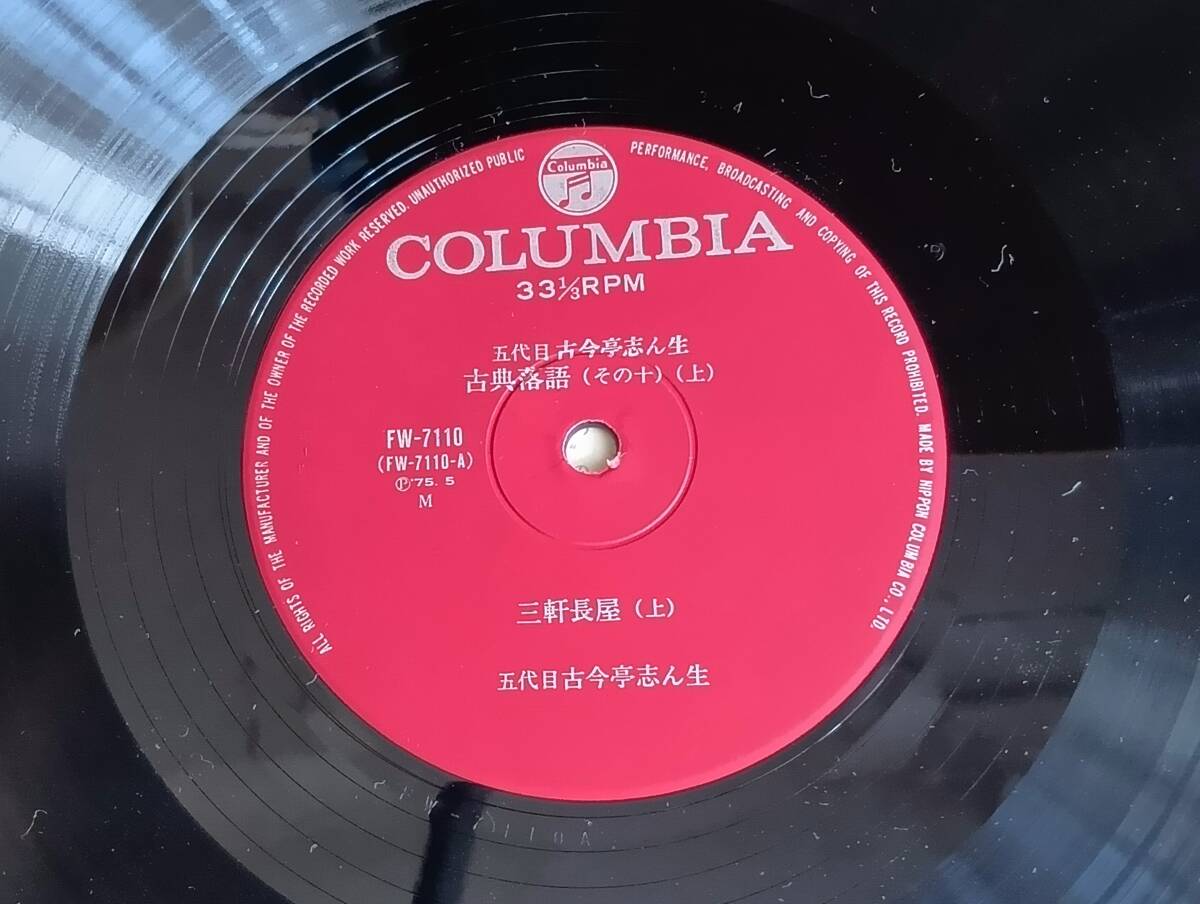 Columbia
COLUMBIA
33⅓RPM
五代目 古今亭志ん生
古典落語(その十)(上)
FW-7110
(FW-7110-A)
Ⓟ'75. 5
M
三軒長屋(上)
五代目古今亭志ん生
ALL RIGHTS OF THE MANUFACTURER AND OF THE OWNER OF THE RECORDED WORK RESERVED. UNAUTHORIZED PUBLIC PERFORMANCE, BROADCASTING AND COPYING OF THIS RECORD PROHIBITED. MADE BY NIPPON COLUMBIA CO., LTD.